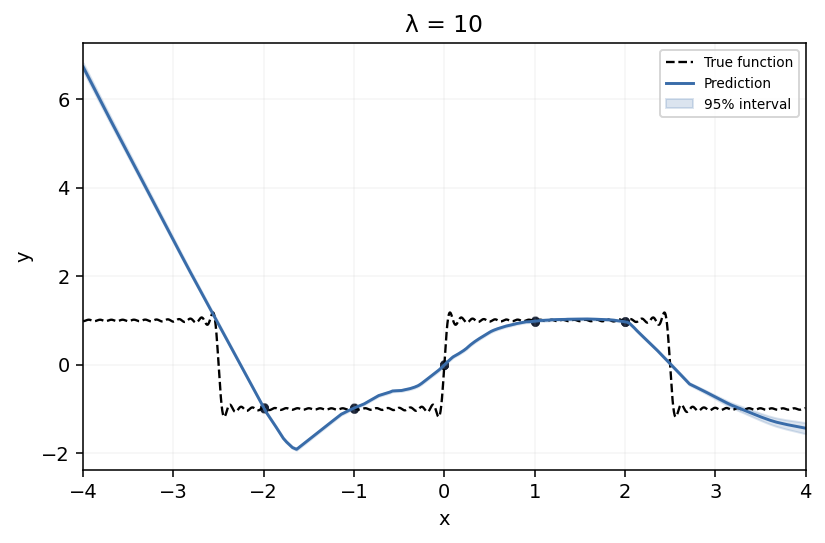 λ = 10
True function
Prediction
95% interval
y
6
4
2
0
−2
−4 −3 −2 −1 0 1 2 3 4
x